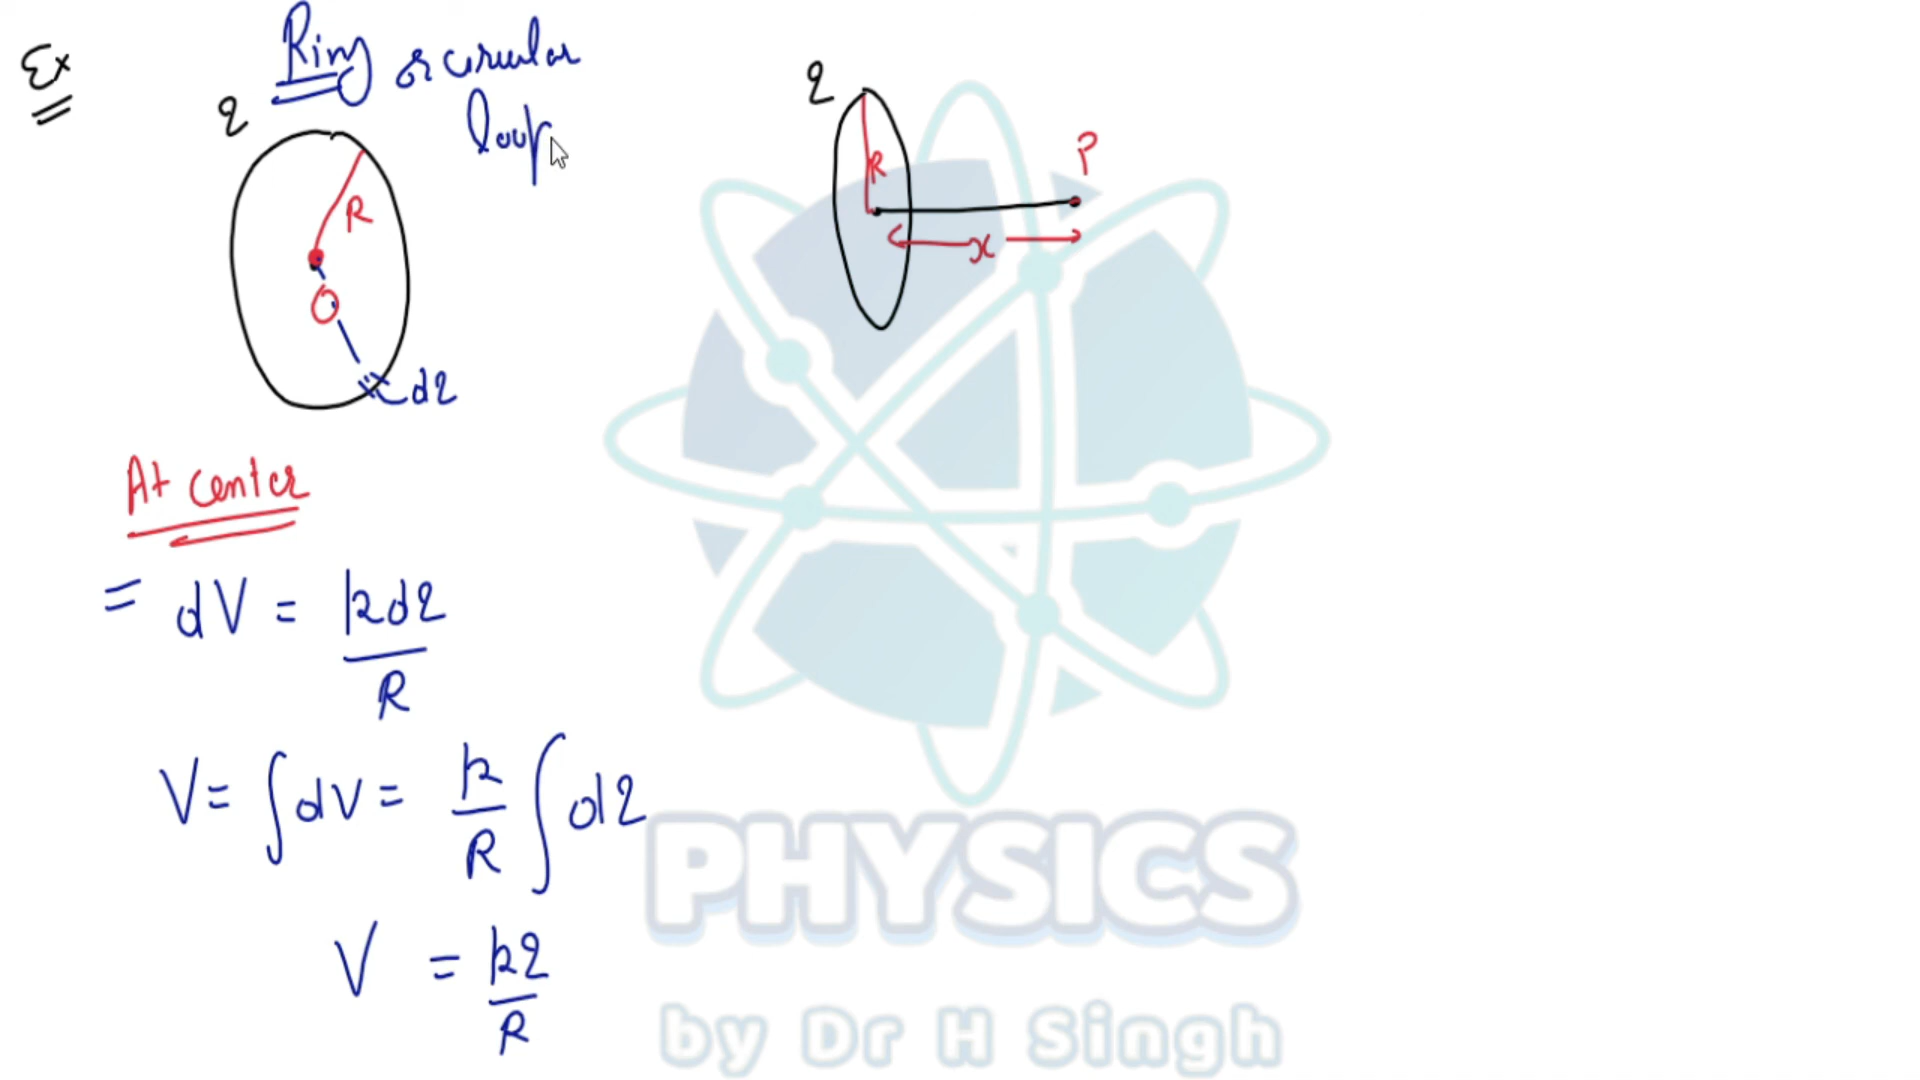 Ex
Ring or circular
loop
q
R
O
dq
q
R
P
x
At center
= dV = kdq
R
V = ∫ dV = k/R ∫ dq
V = kq
R
PHYSICS
by Dr H Singh